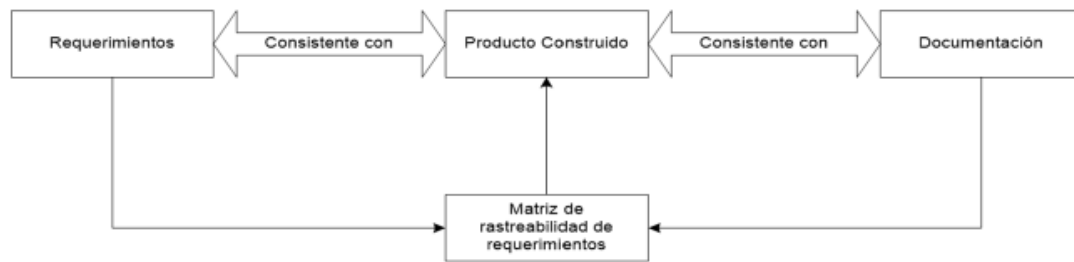 Requerimientos
Consistente con
Producto Construido
Consistente con
Documentación
Matriz de
rastreabilidad de
requerimientos